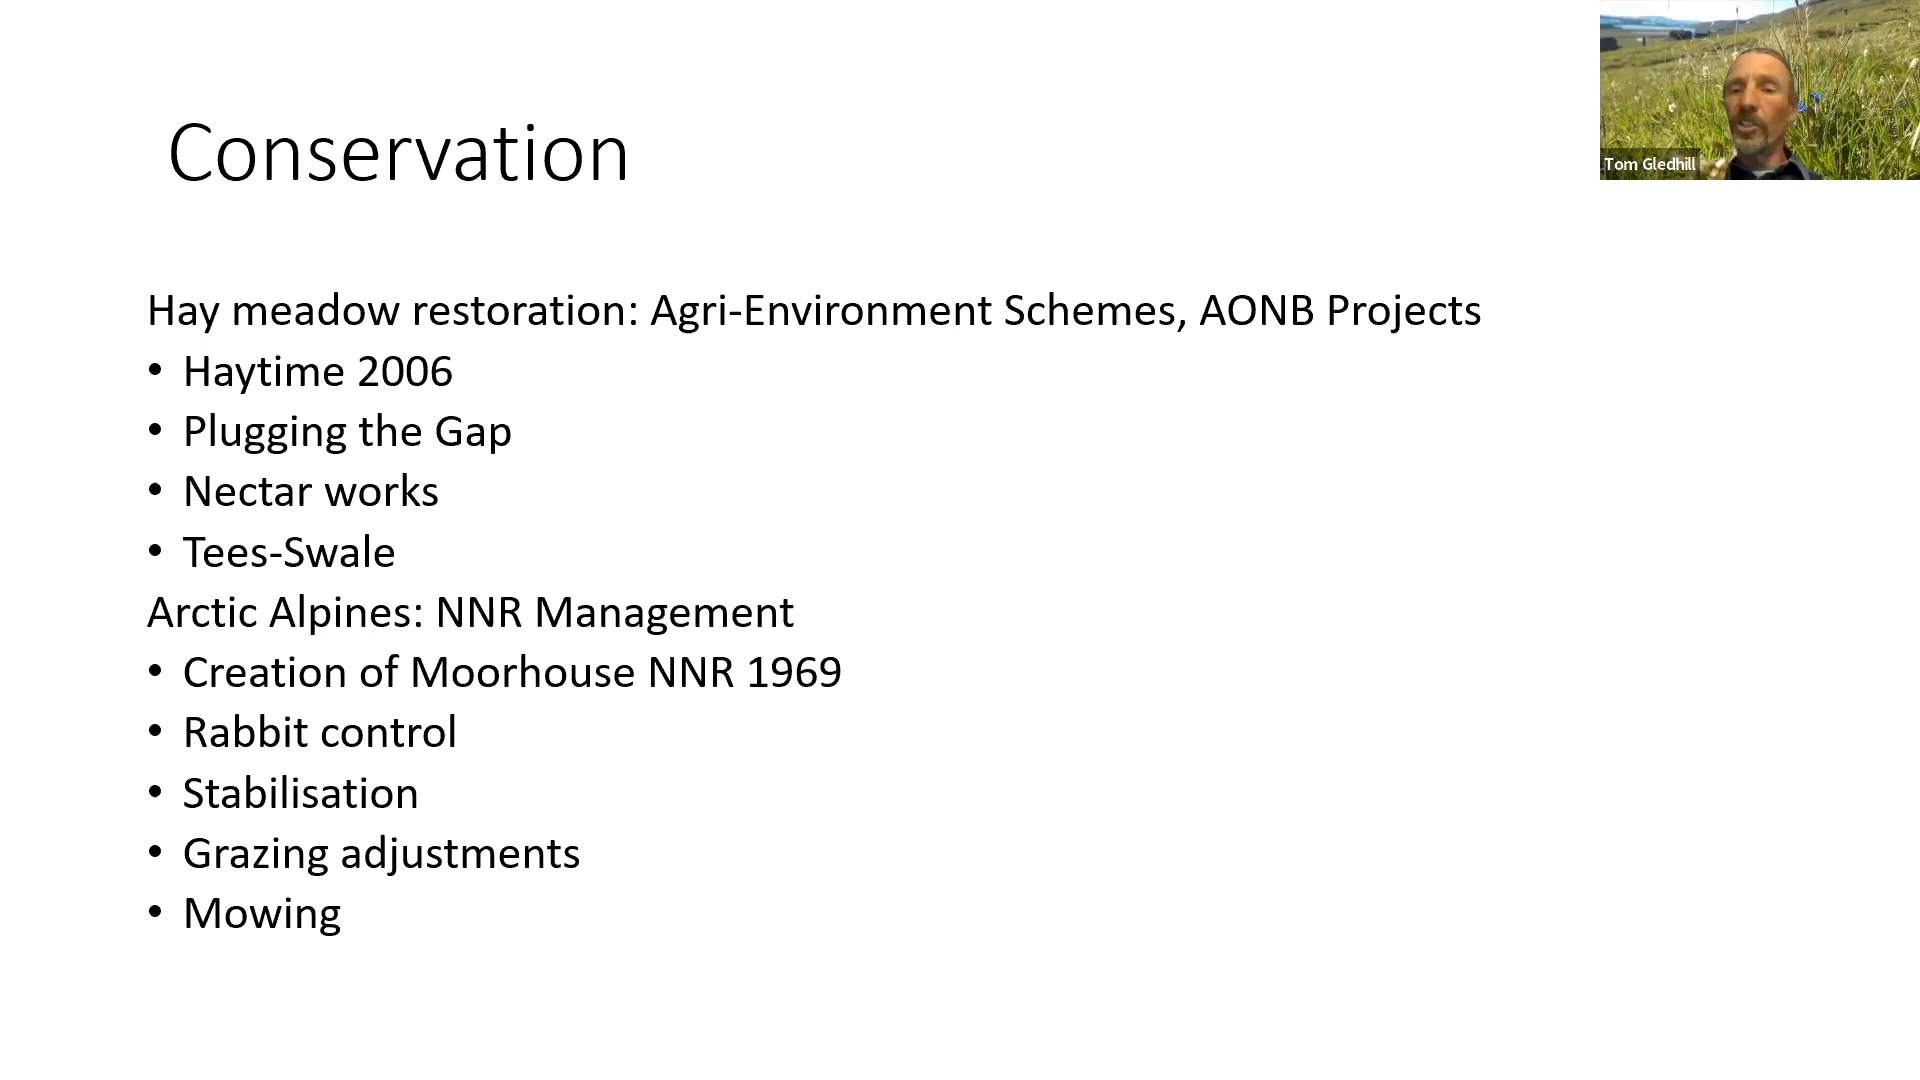 Conservation
Tom Gledhill
Hay meadow restoration: Agri-Environment Schemes, AONB Projects
• Haytime 2006
• Plugging the Gap
• Nectar works
• Tees-Swale
Arctic Alpines: NNR Management
• Creation of Moorhouse NNR 1969
• Rabbit control
• Stabilisation
• Grazing adjustments
• Mowing